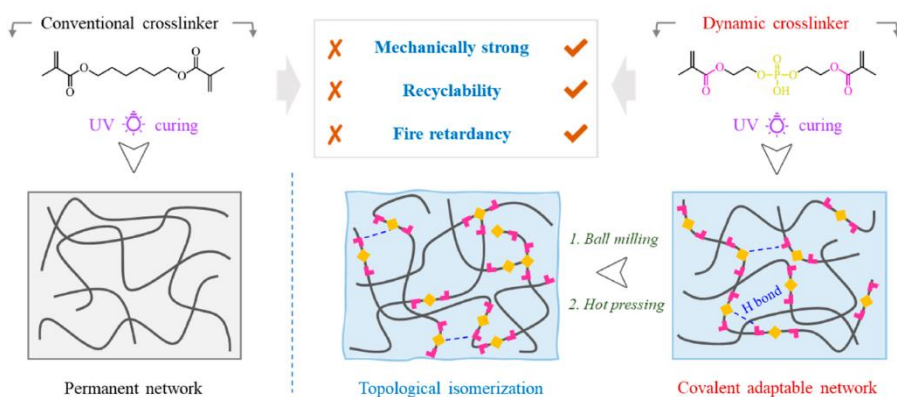 Conventional crosslinker
O
O
O
O
UV curing
Permanent network
✗ Mechanically strong ✓
✗ Recyclability ✓
✗ Fire retardancy ✓
Dynamic crosslinker
O
O
O
O
P
O
OH
O
O
UV curing
1. Ball milling
2. Hot pressing
H bond
Topological isomerization
Covalent adaptable network